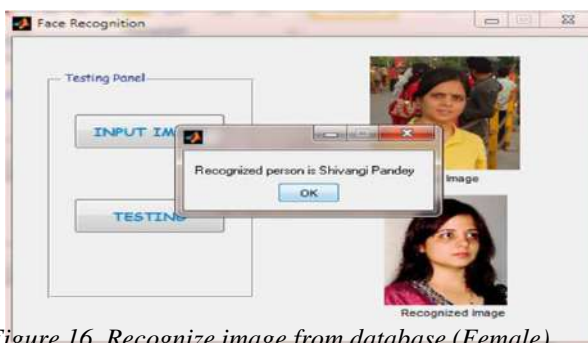 Face Recognition
Testing Panel
INPUT IM
Recognized person is Shivangi Pandey
OK
Image
TESTING
Recognized Image
Figure 16. Recognize image from database (Female)